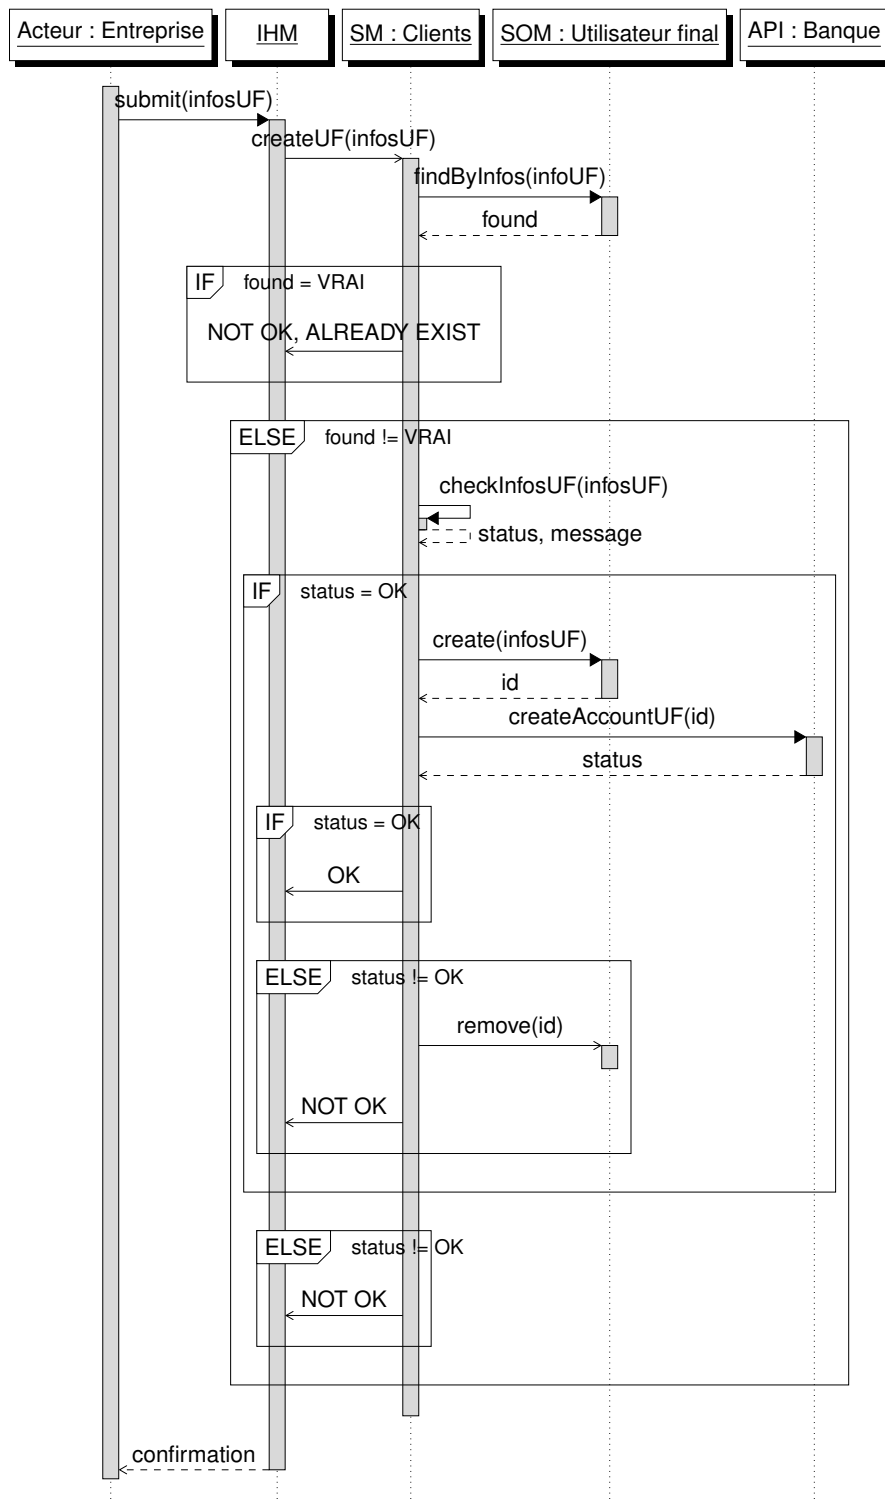 Acteur : Entreprise
IHM
SM : Clients
SOM : Utilisateur final
API : Banque
submit(infosUF)
createUF(infosUF)
findByInfos(infoUF)
found
IF found = VRAI
NOT OK, ALREADY EXIST
ELSE found != VRAI
checkInfosUF(infosUF)
status, message
IF status = OK
create(infosUF)
id
createAccountUF(id)
status
IF status = OK
OK
ELSE status != OK
remove(id)
NOT OK
ELSE status != OK
NOT OK
confirmation